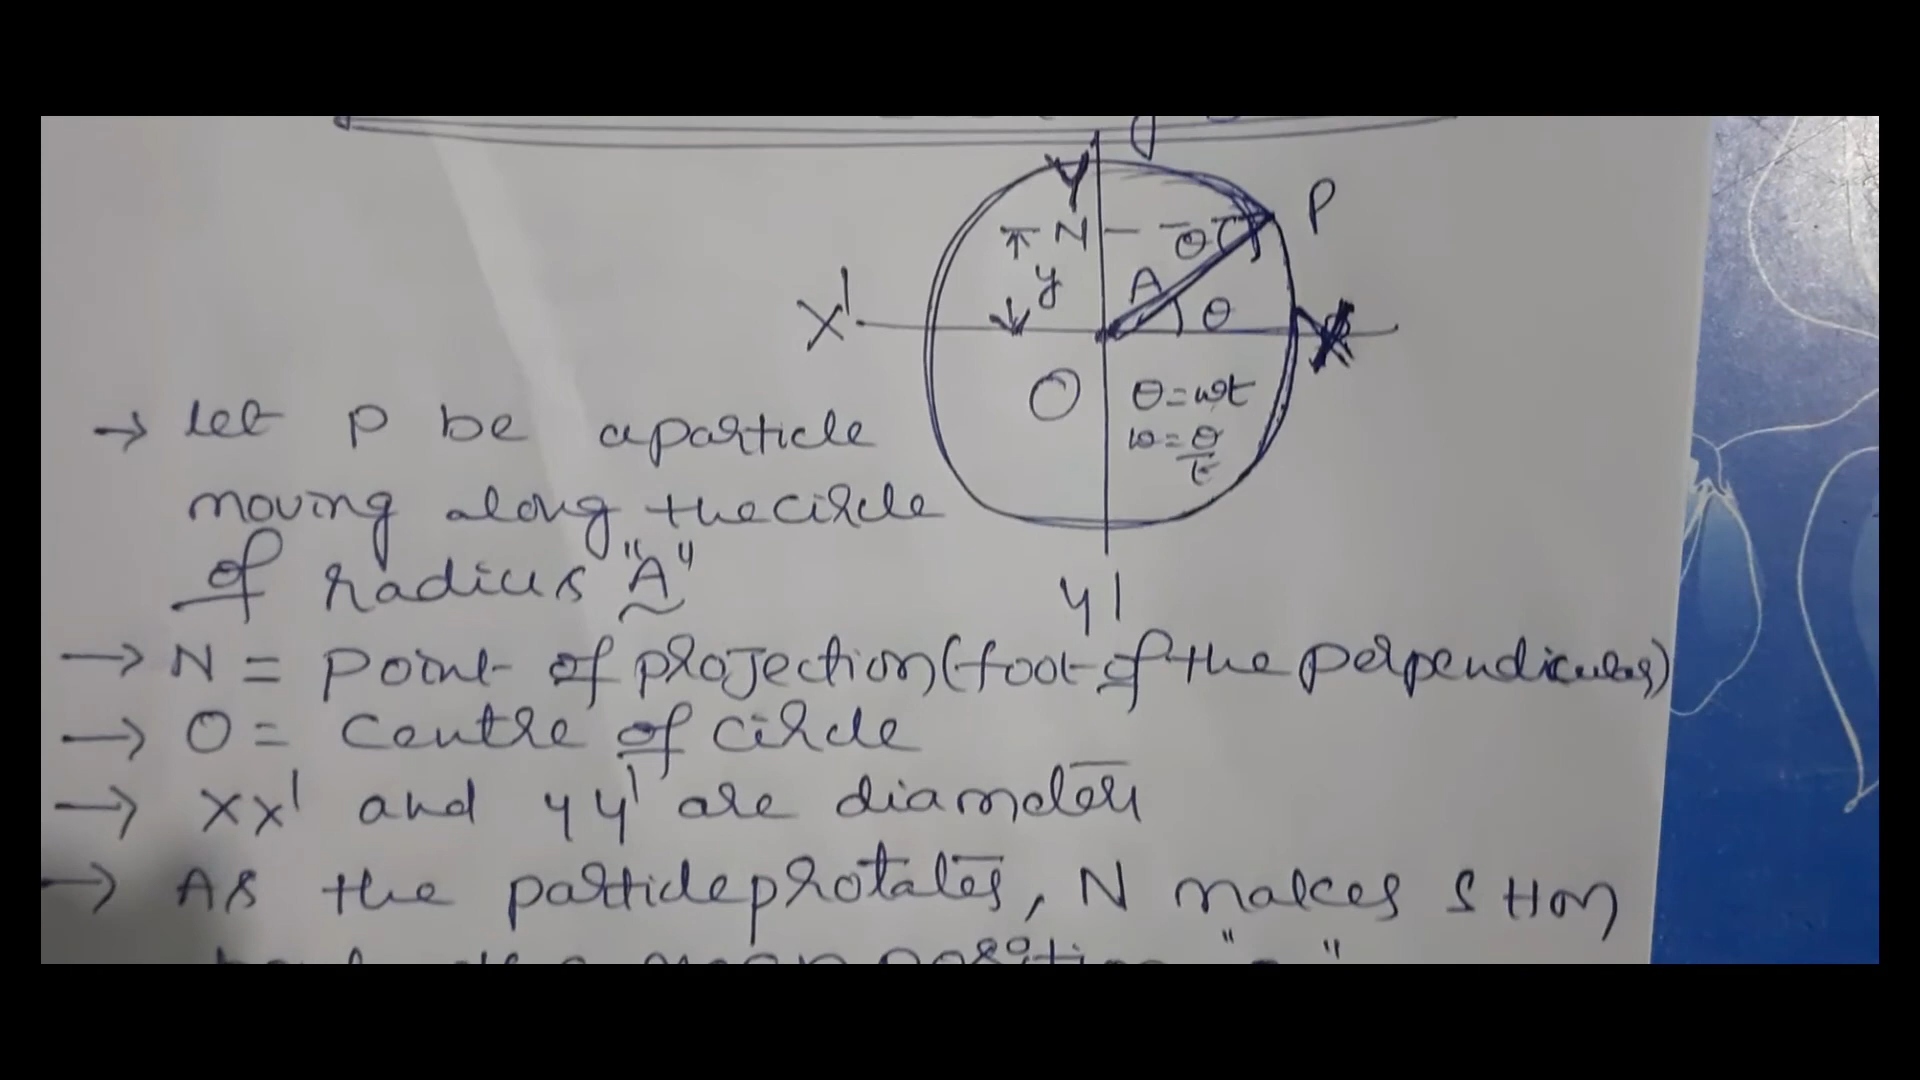 Y
P
N
θ
y
A
θ
X'
X
O
θ=ωt
ω=θ/t
→ Let P be a particle
moving along the circle
of radius "A"
y'
→ N = Point of projection (foot of the perpendicular)
→ O = Centre of circle
→ xx' and yy' are diameter
→ As the particle p rotates, N makes SHM